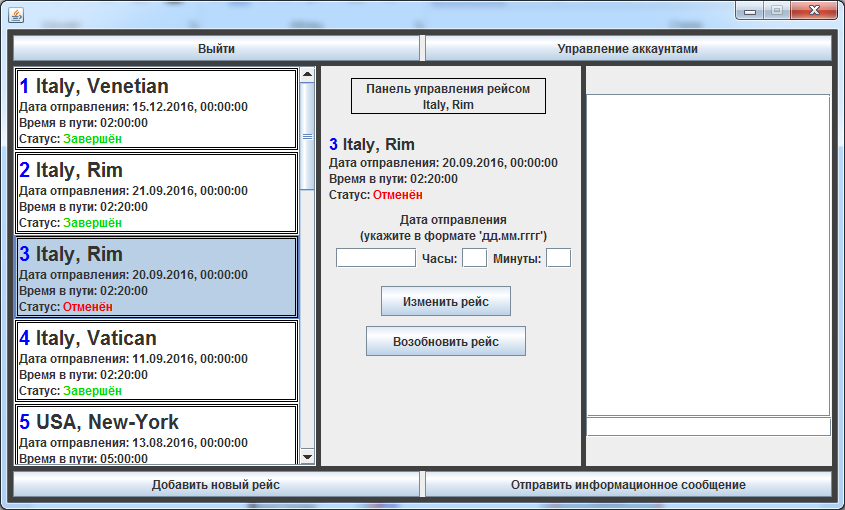 Выйти
Управление аккаунтами
1 Italy, Venetian
Дата отправления: 15.12.2016, 00:00:00
Время в пути: 02:00:00
Статус: Завершён
2 Italy, Rim
Дата отправления: 21.09.2016, 00:00:00
Время в пути: 02:20:00
Статус: Завершён
3 Italy, Rim
Дата отправления: 20.09.2016, 00:00:00
Время в пути: 02:20:00
Статус: Отменён
4 Italy, Vatican
Дата отправления: 11.09.2016, 00:00:00
Время в пути: 02:20:00
Статус: Завершён
5 USA, New-York
Дата отправления: 13.08.2016, 00:00:00
Время в пути: 05:00:00
Панель управления рейсом
Italy, Rim
3 Italy, Rim
Дата отправления: 20.09.2016, 00:00:00
Время в пути: 02:20:00
Статус: Отменён
Дата отправления
(укажите в формате 'дд.мм.гггг')
Часы: Минуты:
Изменить рейс
Возобновить рейс
Добавить новый рейс
Отправить информационное сообщение